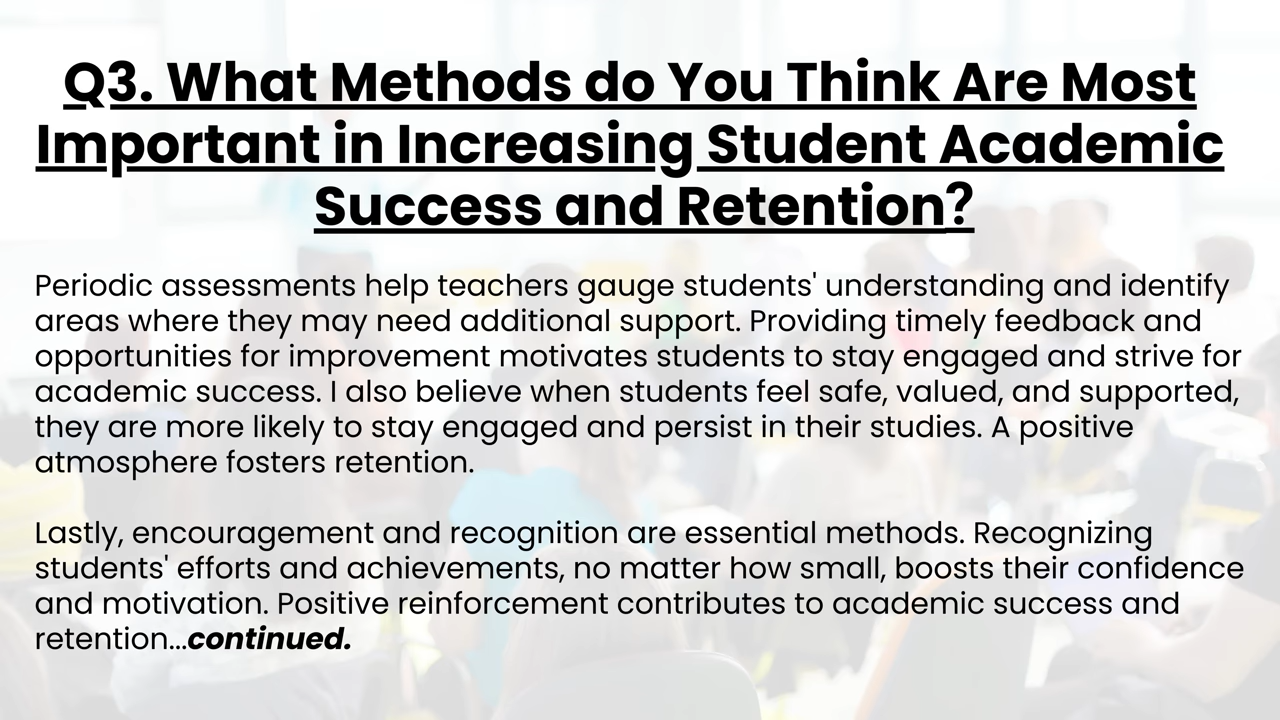 Q3. What Methods do You Think Are Most
Important in Increasing Student Academic
Success and Retention?
Periodic assessments help teachers gauge students' understanding and identify
areas where they may need additional support. Providing timely feedback and
opportunities for improvement motivates students to stay engaged and strive for
academic success. I also believe when students feel safe, valued, and supported,
they are more likely to stay engaged and persist in their studies. A positive
atmosphere fosters retention.
Lastly, encouragement and recognition are essential methods. Recognizing
students' efforts and achievements, no matter how small, boosts their confidence
and motivation. Positive reinforcement contributes to academic success and
retention...continued.